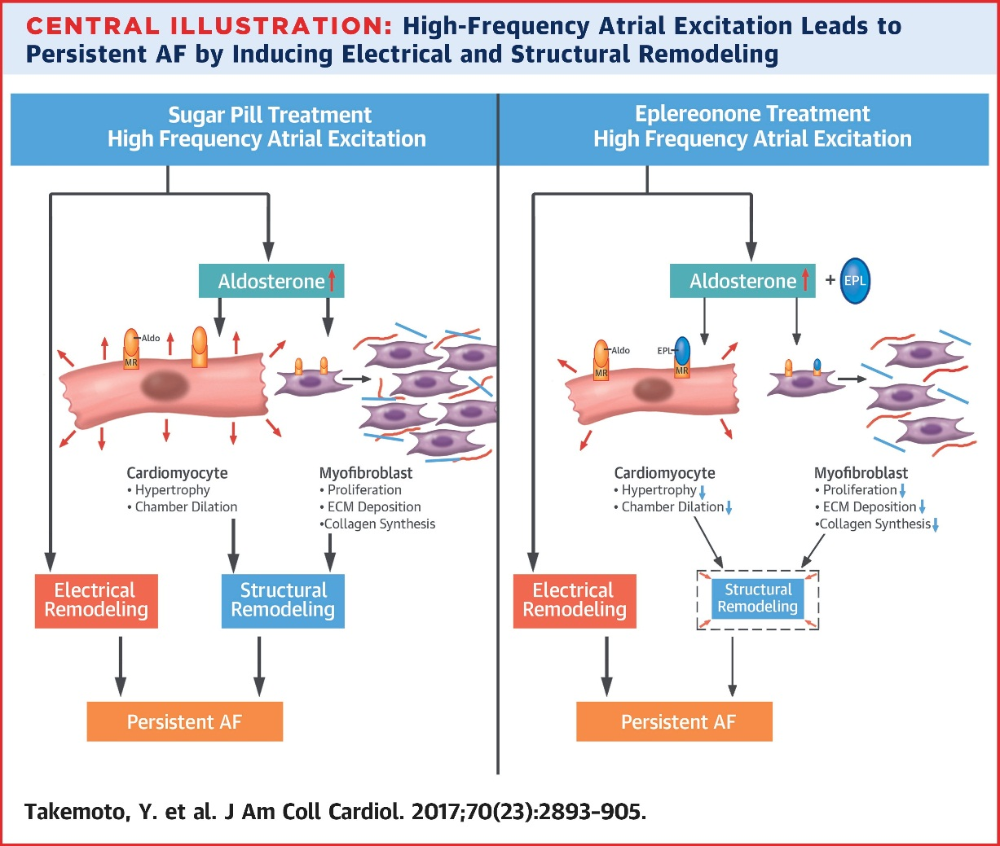 CENTRAL ILLUSTRATION: High-Frequency Atrial Excitation Leads to
Persistent AF by Inducing Electrical and Structural Remodeling
Sugar Pill Treatment
High Frequency Atrial Excitation
Aldosterone
Aldo
MR
Cardiomyocyte
• Hypertrophy
• Chamber Dilation
Myofibroblast
• Proliferation
• ECM Deposition
•Collagen Synthesis
Electrical
Remodeling
Structural
Remodeling
Persistent AF
Eplereonone Treatment
High Frequency Atrial Excitation
Aldosterone
+ EPL
Aldo
MR
EPL
MR
Cardiomyocyte
• Hypertrophy
• Chamber Dilation
Myofibroblast
• Proliferation
• ECM Deposition
•Collagen Synthesis
Electrical
Remodeling
Structural
Remodeling
Persistent AF
Takemoto, Y. et al. J Am Coll Cardiol. 2017;70(23):2893–905.